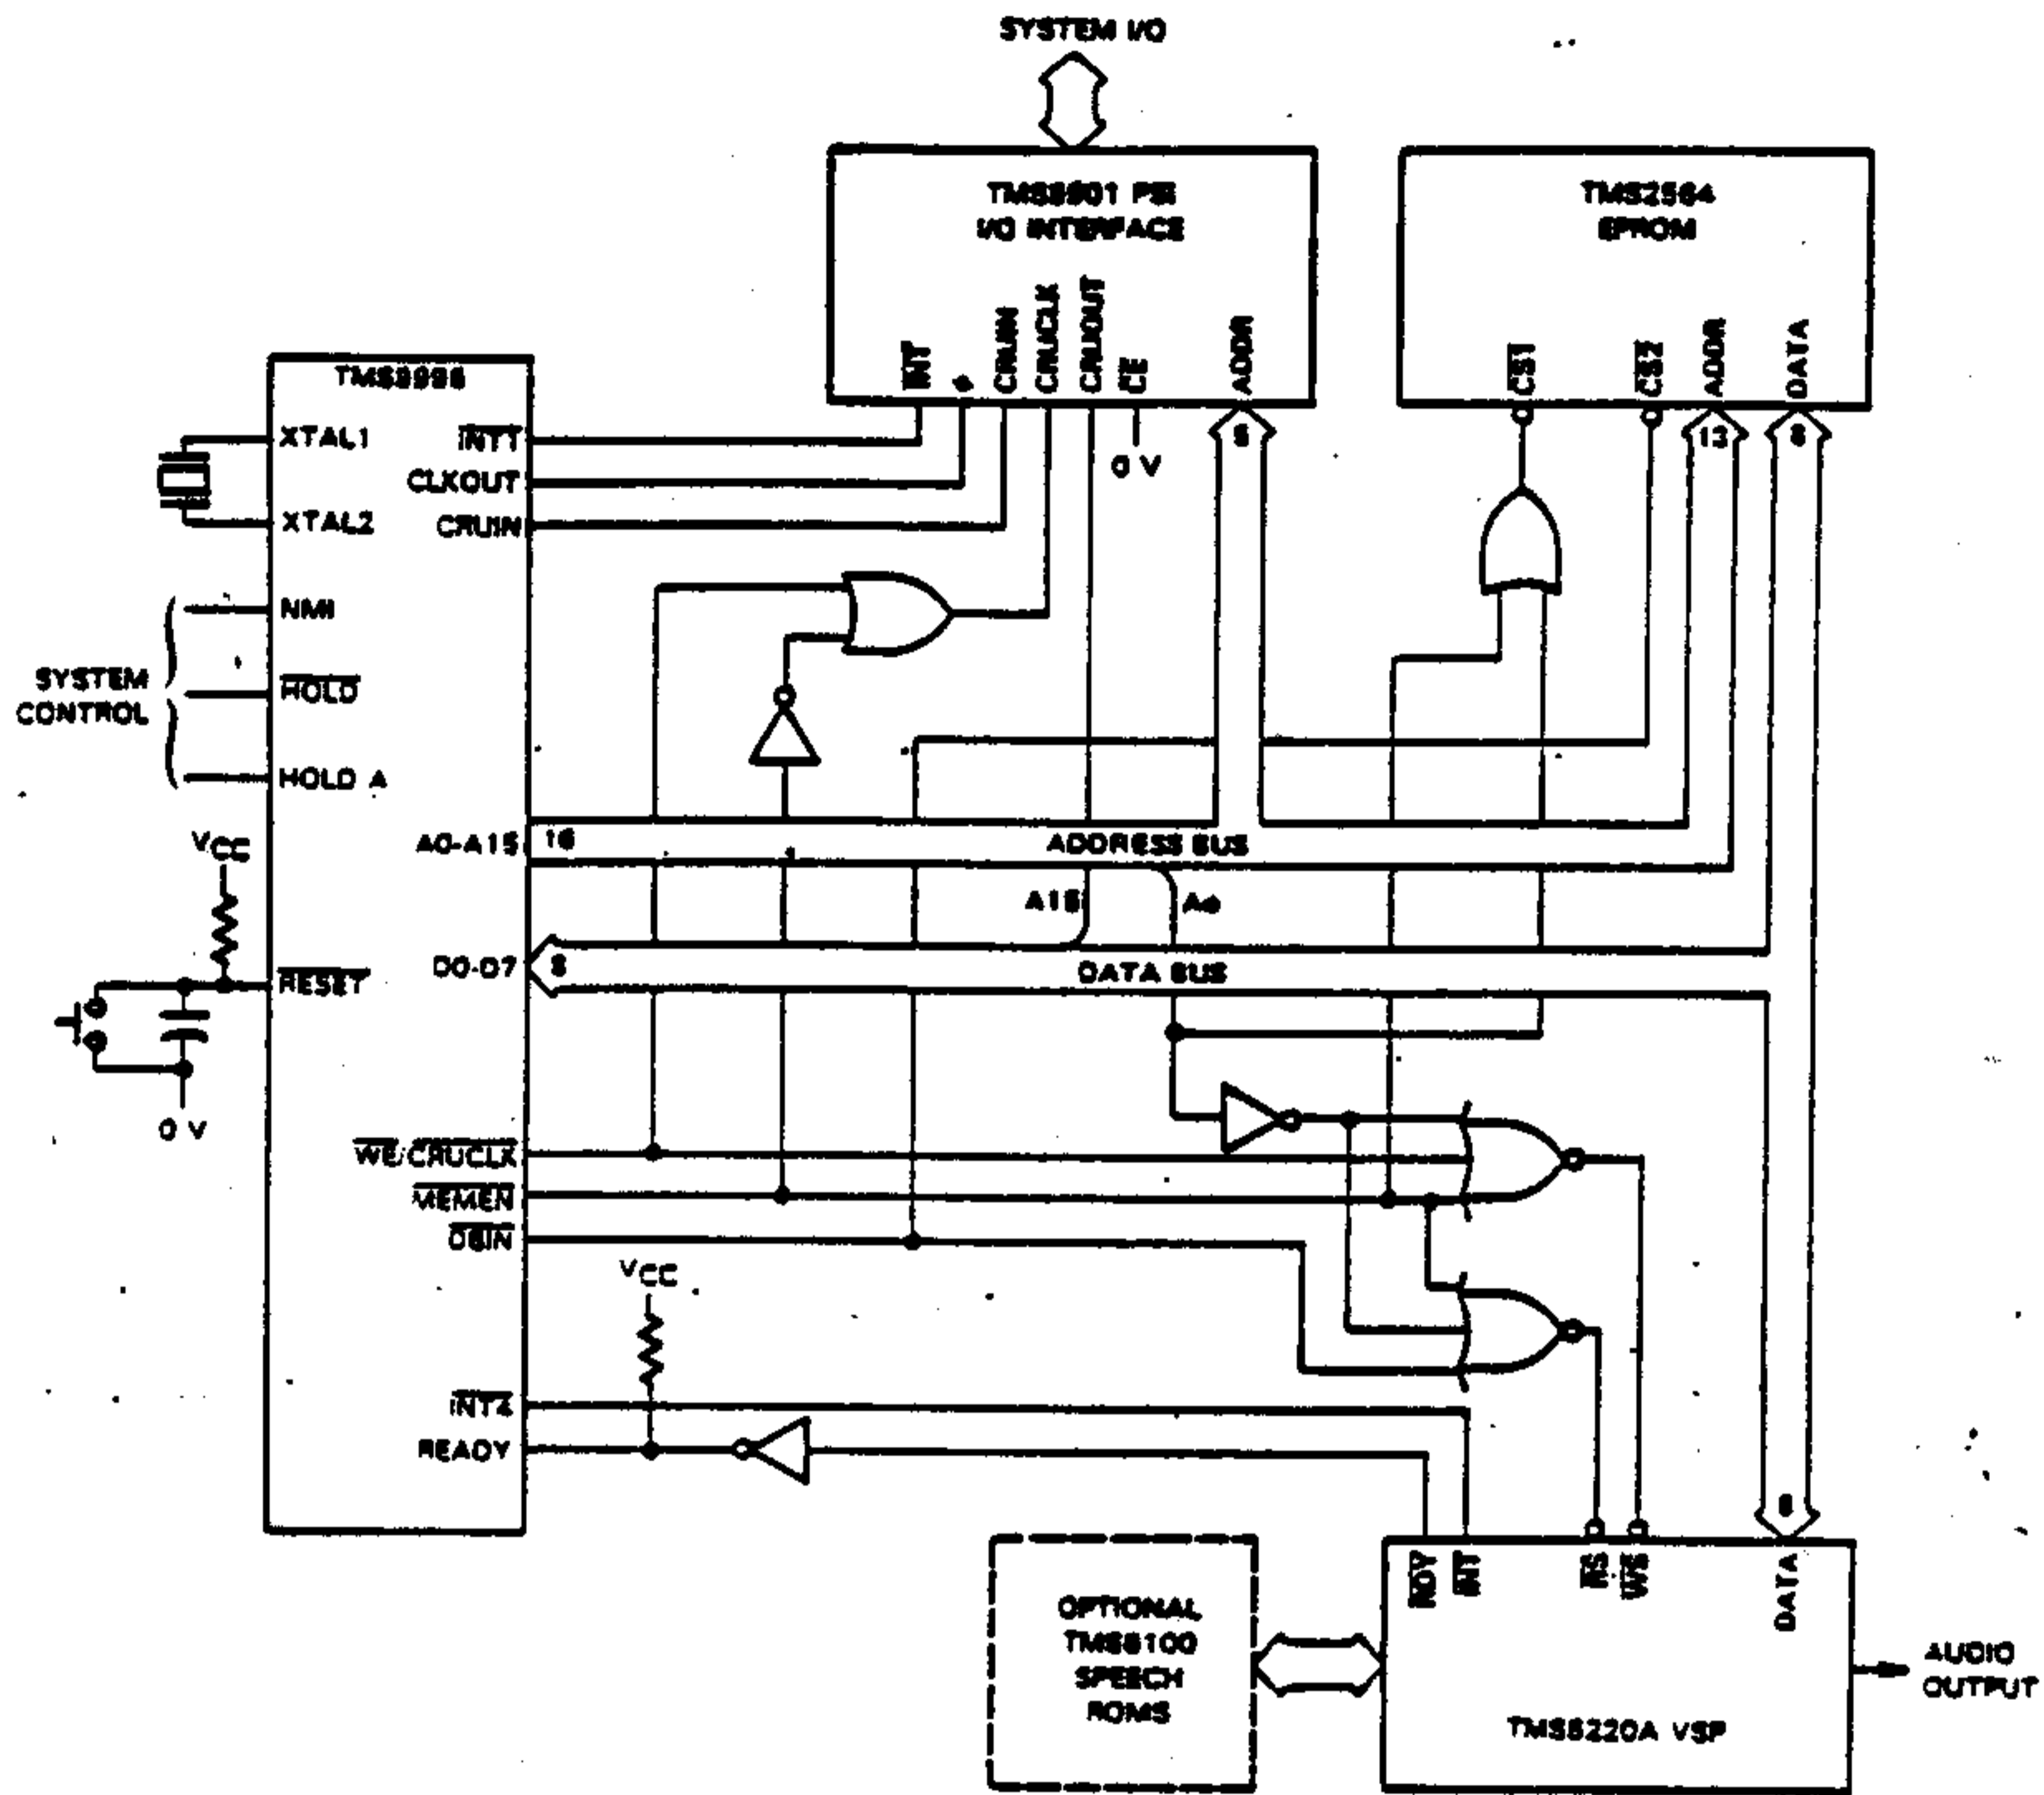 SYSTEM I/O
TMS9901 PSI
I/O INTERFACE
INT
CRUIN
CRUCLK
CRUOUT
CE
ADDR
5
0 V
TMS2564
EPROM
CS1
CS2
ADDR
DATA
13
8
XTAL1
XTAL2
INT1
CLKOUT
CRUIN
SYSTEM
CONTROL
NMI
HOLD
HOLD A
VCC
RESET
0 V
A0-A15
16
ADDRESS BUS
A15
D0-D7
8
DATA BUS
WE/CRUCLK
MEMEN
DBIN
VCC
INT4
READY
OPTIONAL
TMS6100
SPEECH
ROMS
RDY
INT
RS
WS
DATA
8
TMS5220A VSP
AUDIO
OUTPUT